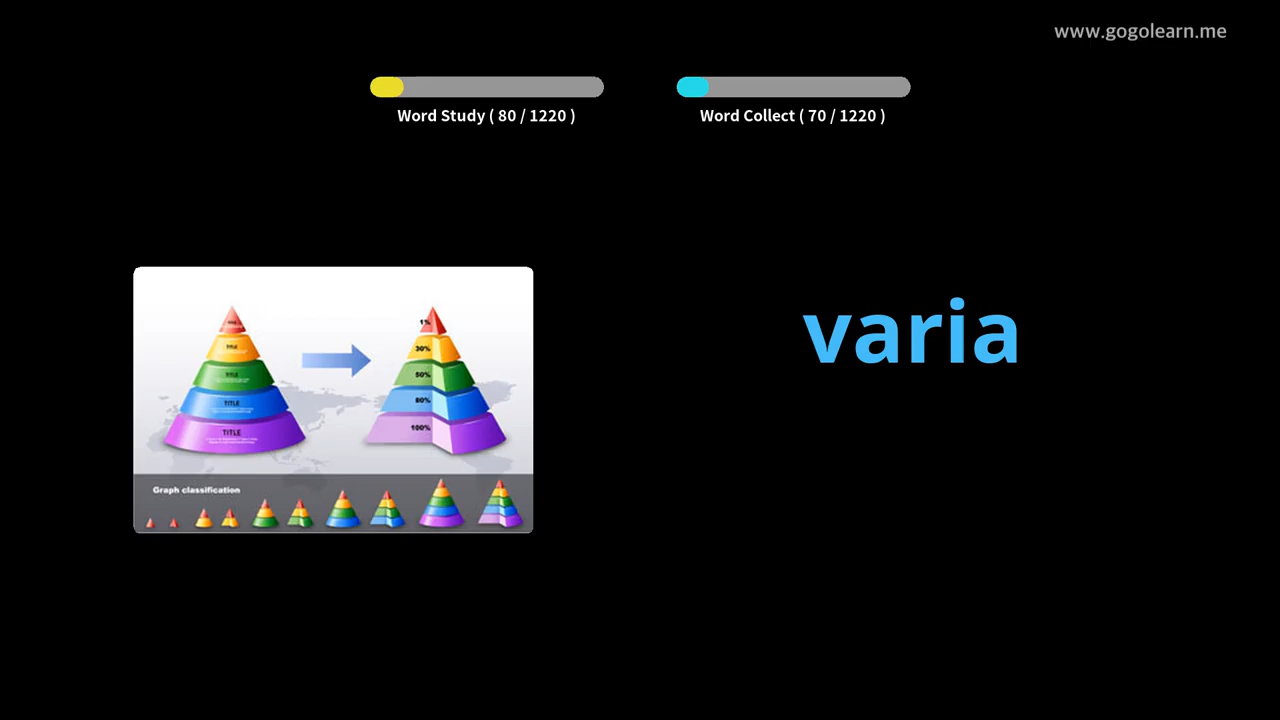 www.gogolearn.me
Word Study ( 80 / 1220 )
Word Collect ( 70 / 1220 )
varia
1%
TITLE
30%
TITLE
50%
TITLE
80%
TITLE
100%
Graph classification